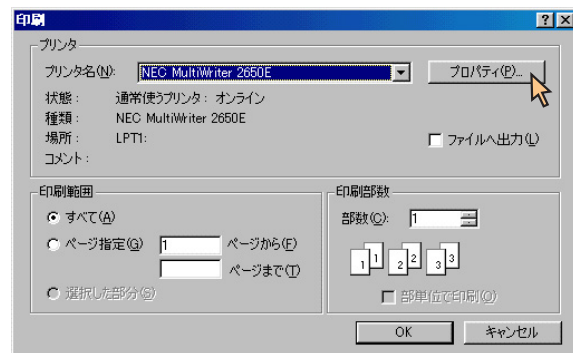 印刷
プリンタ
プリンタ名(N): NEC MultiWriter 2650E プロパティ(P)...
状態： 通常使うプリンタ： オンライン
種類： NEC MultiWriter 2650E
場所： LPT1: ファイルへ出力(L)
コメント：
印刷範囲
すべて(A)
ページ指定(G) 1 ページから(F)
ページまで(T)
選択した部分(S)
印刷部数
部数(C): 1
1 1 2 2 3 3
部単位で印刷(O)
OK キャンセル